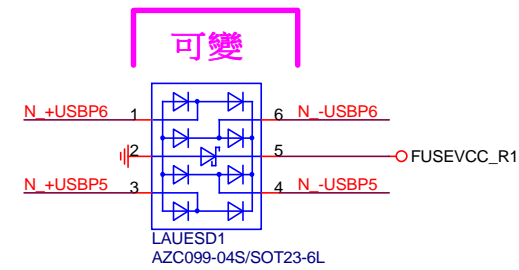 可變
N_+USBP6 1 6 N_-USBP6
2 5 FUSEVCC_R1
N_+USBP5 3 4 N_-USBP5
LAUESD1
AZC099-04S/SOT23-6L